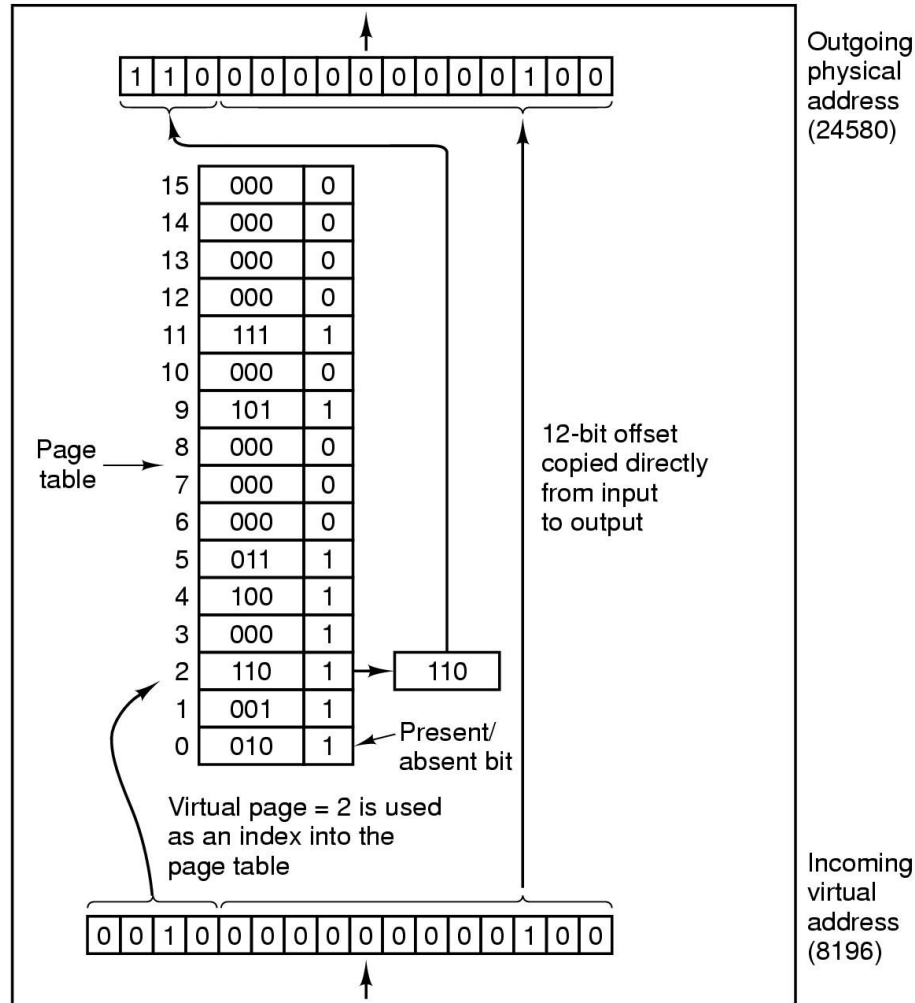 1 1 0 0 0 0 0 0 0 0 0 0 1 0 0
Outgoing
physical
address
(24580)
15 000 0
14 000 0
13 000 0
12 000 0
11 111 1
10 000 0
9 101 1
8 000 0
7 000 0
6 000 0
5 011 1
4 100 1
3 000 1
2 110 1 110
1 001 1
0 010 1
Page
table
12-bit offset
copied directly
from input
to output
Present/
absent bit
Virtual page = 2 is used
as an index into the
page table
0 0 1 0 0 0 0 0 0 0 0 0 0 1 0 0
Incoming
virtual
address
(8196)